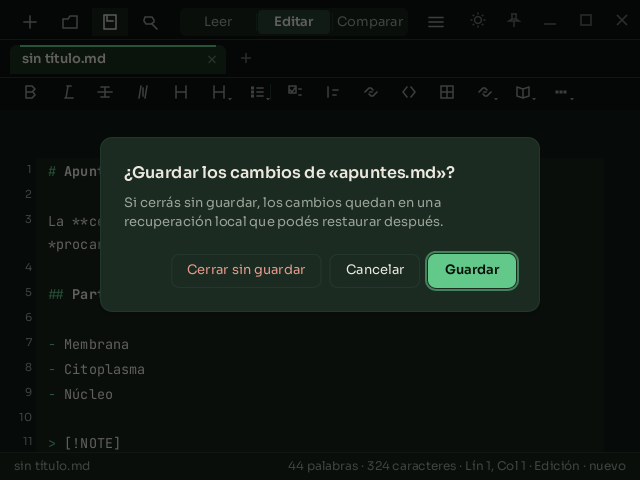 Leer Editar Comparar
sin título.md
1 # Apun
2
3 La **ce
*procar
4
5 ## Par
6
7 - Membrana
8 - Citoplasma
9 - Núcleo
10
11 > [!NOTE]
¿Guardar los cambios de «apuntes.md»?
Si cerrás sin guardar, los cambios quedan en una
recuperación local que podés restaurar después.
Cerrar sin guardar Cancelar Guardar
sin título.md 44 palabras · 324 caracteres · Lín 1, Col 1 · Edición · nuevo